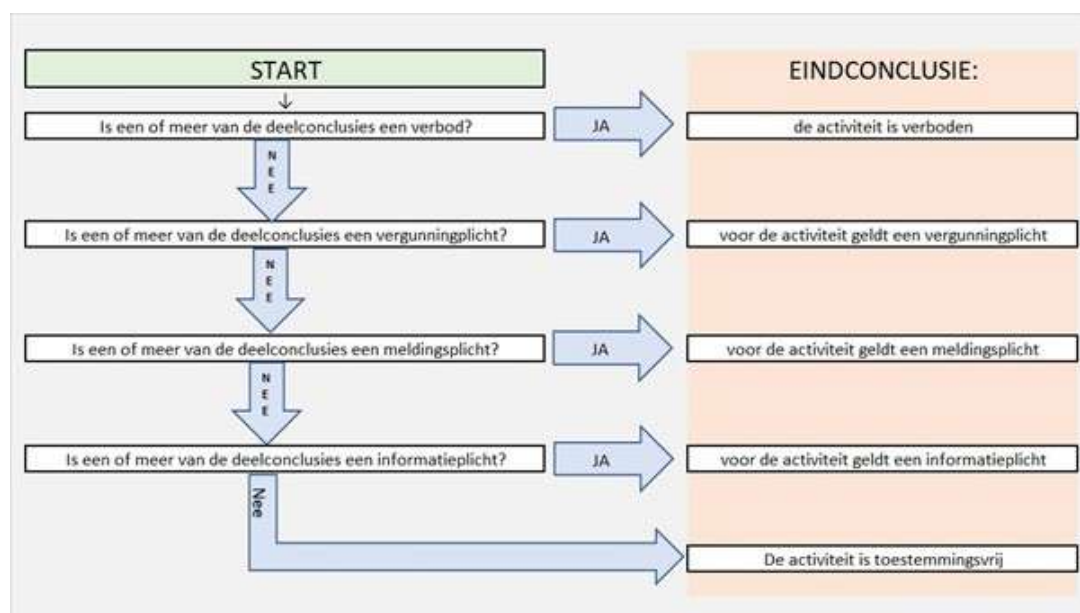 START
EINDCONCLUSIE:
↓
Is een of meer van de deelconclusies een verbod?
JA
de activiteit is verboden
N
E
E
Is een of meer van de deelconclusies een vergunningplicht?
JA
voor de activiteit geldt een vergunningplicht
N
E
E
Is een of meer van de deelconclusies een meldingsplicht?
JA
voor de activiteit geldt een meldingsplicht
N
E
E
Is een of meer van de deelconclusies een informatieplicht?
JA
voor de activiteit geldt een informatieplicht
Nee
De activiteit is toestemmingsvrij